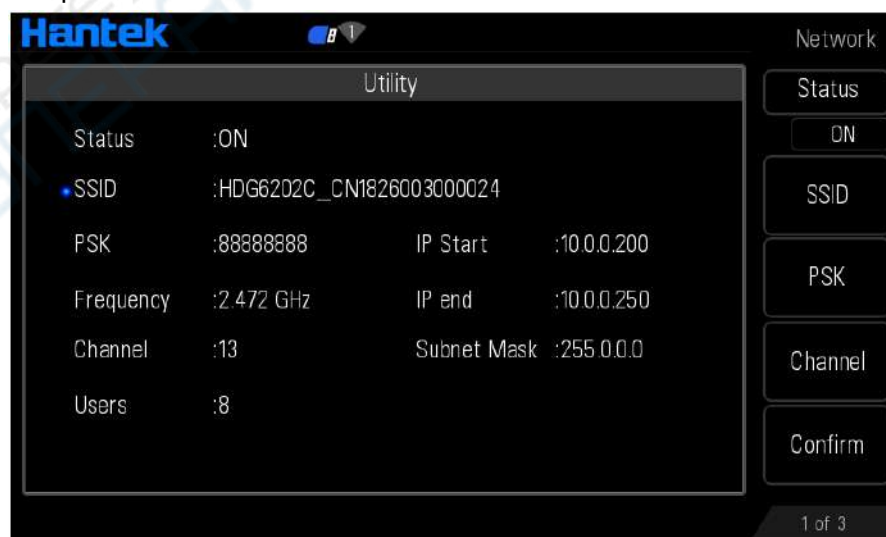 Hantek
Network
Utility
Status :ON
SSID :HDG6202C_CN1826003000024
PSK :88888888 IP Start :10.0.0.200
Frequency :2.472 GHz IP end :10.0.0.250
Channel :13 Subnet Mask :255.0.0.0
Users :8
Status
ON
SSID
PSK
Channel
Confirm
1 of 3